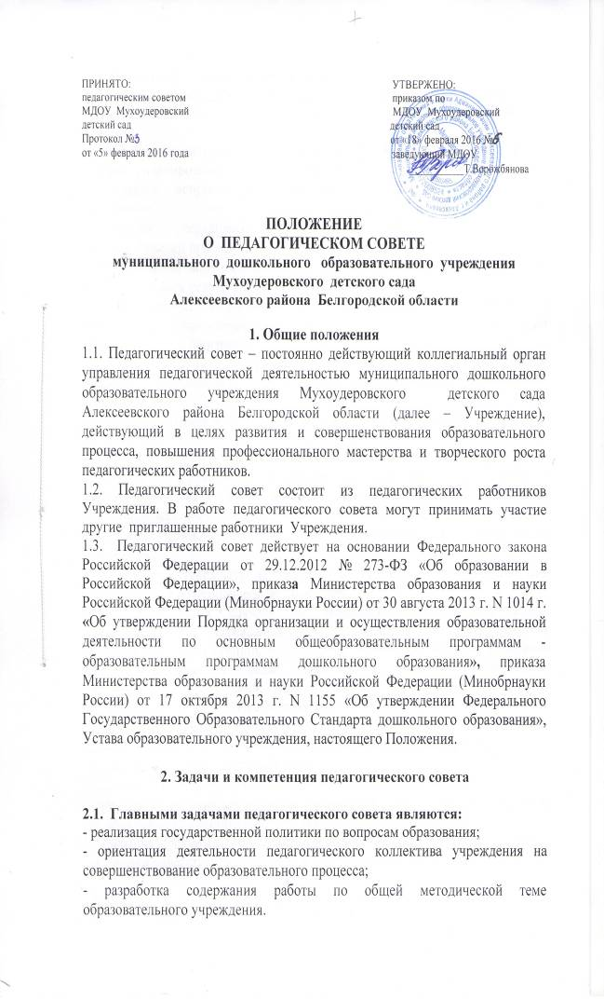 ПРИНЯТО:
педагогическим советом
МДОУ Мухоудеровский
детский сад
Протокол №3
от «5» февраля 2016 года
УТВЕРЖЕНО:
приказом по
МДОУ Мухоудеровский
детский сад
от «18» февраля 2016 №5
заведующий МДОУ
Т.Ворожбянова
ПОЛОЖЕНИЕ
О ПЕДАГОГИЧЕСКОМ СОВЕТЕ
муниципального дошкольного образовательного учреждения
Мухоудеровского детского сада
Алексеевского района Белгородской области
1. Общие положения
1.1. Педагогический совет – постоянно действующий коллегиальный орган
управления педагогической деятельностью муниципального дошкольного
образовательного учреждения Мухоудеровского детского сада
Алексеевского района Белгородской области (далее – Учреждение),
действующий в целях развития и совершенствования образовательного
процесса, повышения профессионального мастерства и творческого роста
педагогических работников.
1.2. Педагогический совет состоит из педагогических работников
Учреждения. В работе педагогического совета могут принимать участие
другие приглашенные работники Учреждения.
1.3. Педагогический совет действует на основании Федерального закона
Российской Федерации от 29.12.2012 № 273-ФЗ «Об образовании в
Российской Федерации», приказа Министерства образования и науки
Российской Федерации (Минобрнауки России) от 30 августа 2013 г. N 1014 г.
«Об утверждении Порядка организации и осуществления образовательной
деятельности по основным общеобразовательным программам -
образовательным программам дошкольного образования», приказа
Министерства образования и науки Российской Федерации (Минобрнауки
России) от 17 октября 2013 г. N 1155 «Об утверждении Федерального
Государственного Образовательного Стандарта дошкольного образования»,
Устава образовательного учреждения, настоящего Положения.
2. Задачи и компетенция педагогического совета
2.1. Главными задачами педагогического совета являются:
- реализация государственной политики по вопросам образования;
- ориентация деятельности педагогического коллектива учреждения на
совершенствование образовательного процесса;
- разработка содержания работы по общей методической теме
образовательного учреждения.